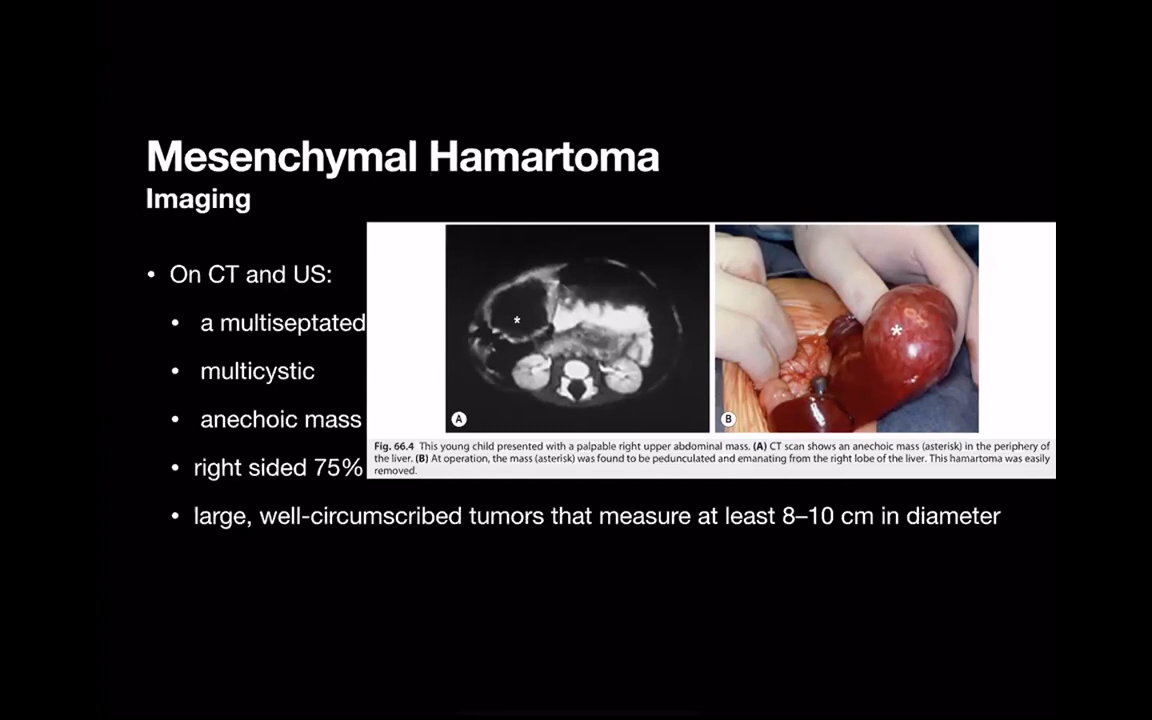 Mesenchymal Hamartoma
Imaging
• On CT and US:
• a multiseptated
• multicystic
• anechoic mass
• right sided 75%
• large, well-circumscribed tumors that measure at least 8–10 cm in diameter
*
*
A
B
Fig. 66.4 This young child presented with a palpable right upper abdominal mass. (A) CT scan shows an anechoic mass (asterisk) in the periphery of
the liver. (B) At operation, the mass (asterisk) was found to be pedunculated and emanating from the right lobe of the liver. This hamartoma was easily
removed.